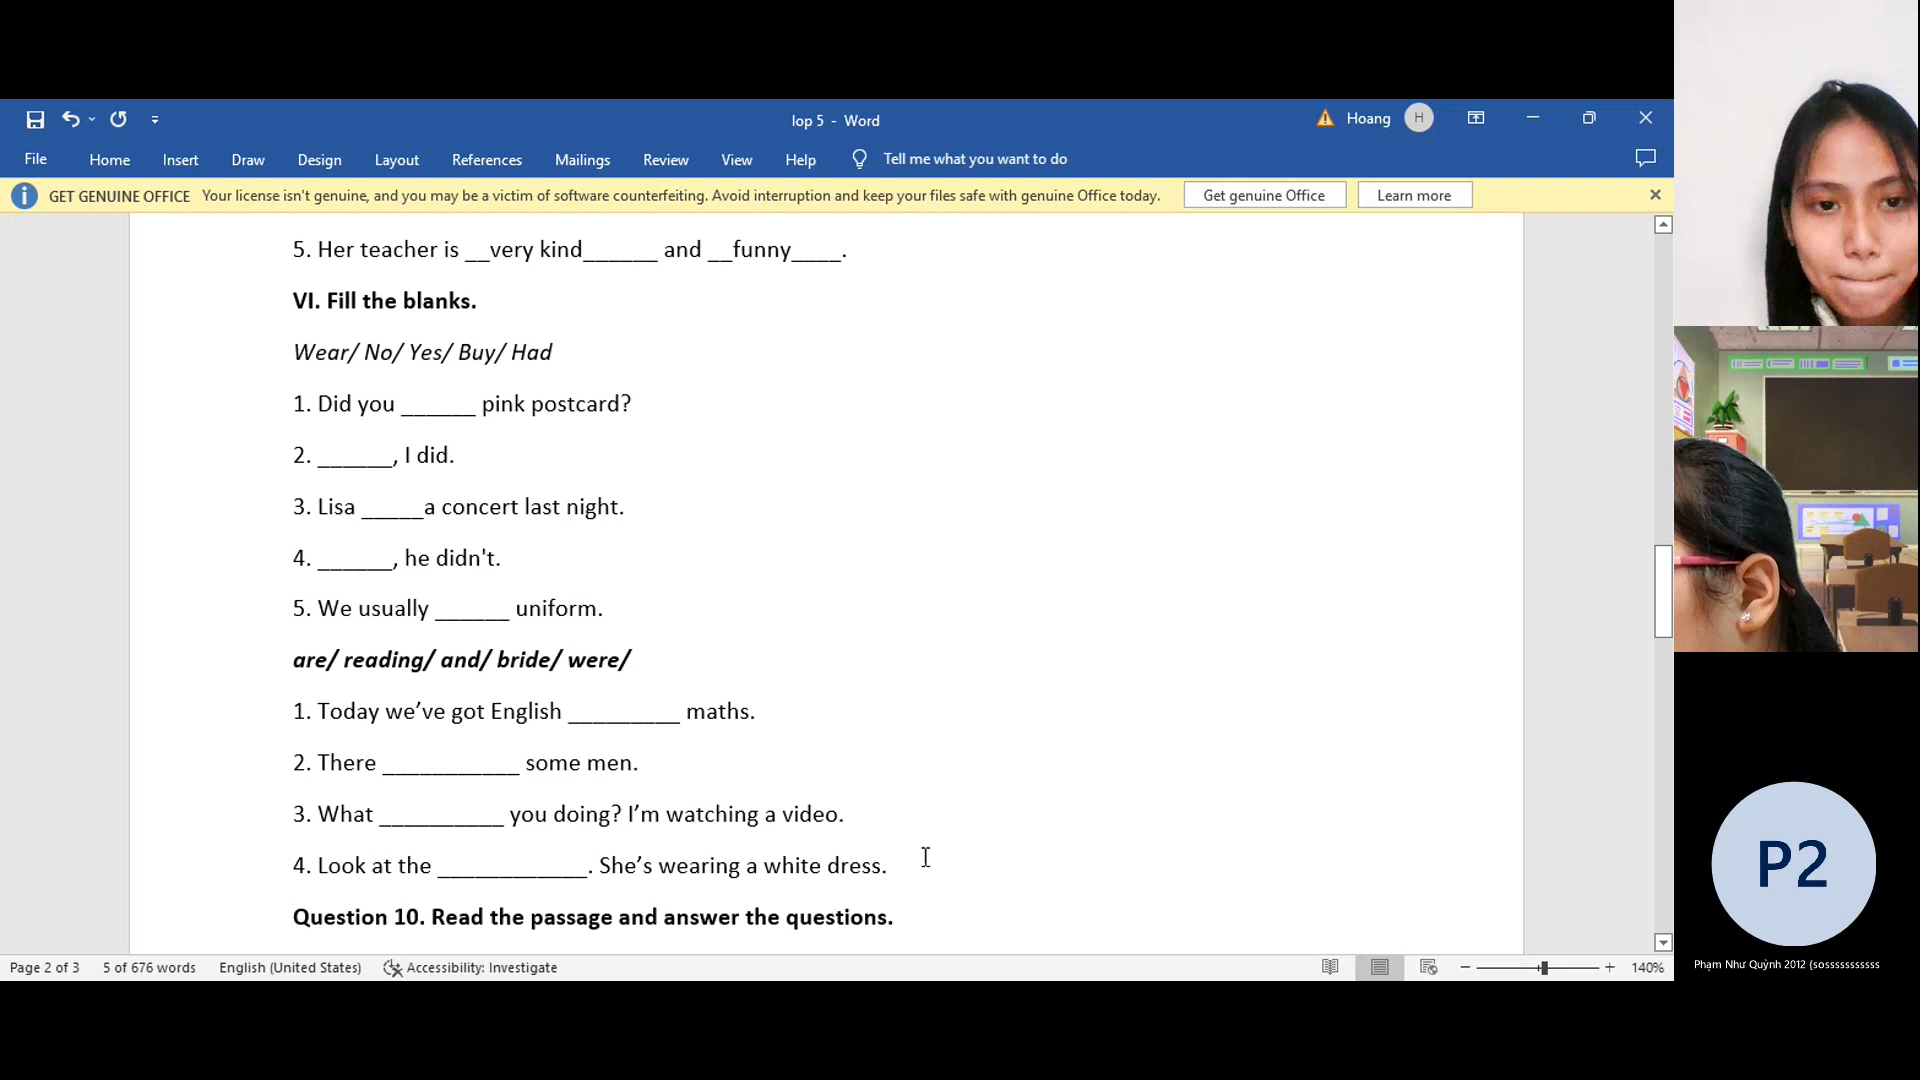 lop 5 - Word
Hoang
H
File Home Insert Draw Design Layout References Mailings Review View Help Tell me what you want to do
GET GENUINE OFFICE Your license isn't genuine, and you may be a victim of software counterfeiting. Avoid interruption and keep your files safe with genuine Office today. Get genuine Office Learn more
5. Her teacher is __very kind______ and __funny____.
VI. Fill the blanks.
Wear/ No/ Yes/ Buy/ Had
1. Did you ______ pink postcard?
2. ______, I did.
3. Lisa _____a concert last night.
4. ______, he didn't.
5. We usually ______ uniform.
are/ reading/ and/ bride/ were/
1. Today we’ve got English _________ maths.
2. There ___________ some men.
3. What __________ you doing? I’m watching a video.
4. Look at the ____________. She’s wearing a white dress.
Question 10. Read the passage and answer the questions.
Page 2 of 3 5 of 676 words English (United States) Accessibility: Investigate 140%
P2
Phạm Như Quỳnh 2012 (sosssssssssss